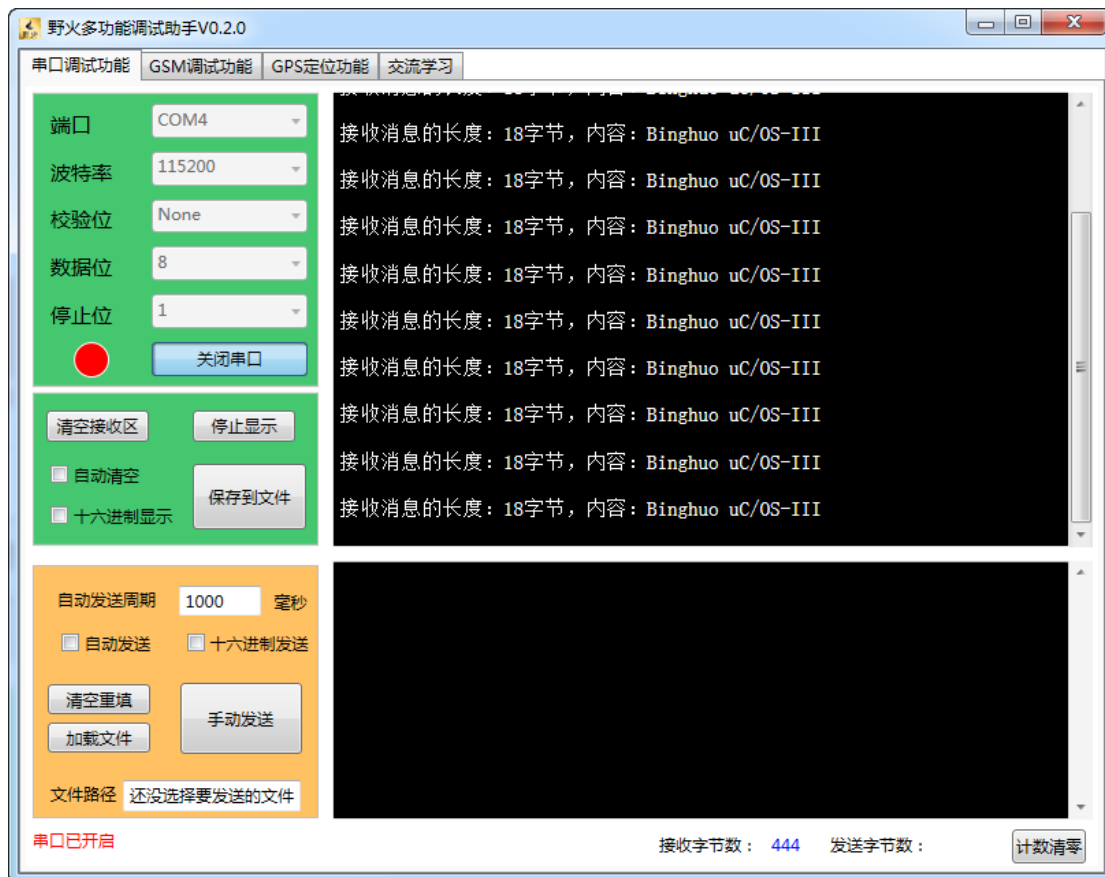 野火多功能调试助手V0.2.0
串口调试功能 GSM调试功能 GPS定位功能 交流学习
端口 COM4
波特率 115200
校验位 None
数据位 8
停止位 1
关闭串口
清空接收区 停止显示
自动清空
保存到文件
十六进制显示
接收消息的长度：18字节，内容：Binghuo uC/OS-III
接收消息的长度：18字节，内容：Binghuo uC/OS-III
接收消息的长度：18字节，内容：Binghuo uC/OS-III
接收消息的长度：18字节，内容：Binghuo uC/OS-III
接收消息的长度：18字节，内容：Binghuo uC/OS-III
接收消息的长度：18字节，内容：Binghuo uC/OS-III
接收消息的长度：18字节，内容：Binghuo uC/OS-III
接收消息的长度：18字节，内容：Binghuo uC/OS-III
接收消息的长度：18字节，内容：Binghuo uC/OS-III
自动发送周期 1000 毫秒
自动发送 十六进制发送
清空重填
手动发送
加载文件
文件路径 还没选择要发送的文件
串口已开启
接收字节数： 444 发送字节数： 计数清零